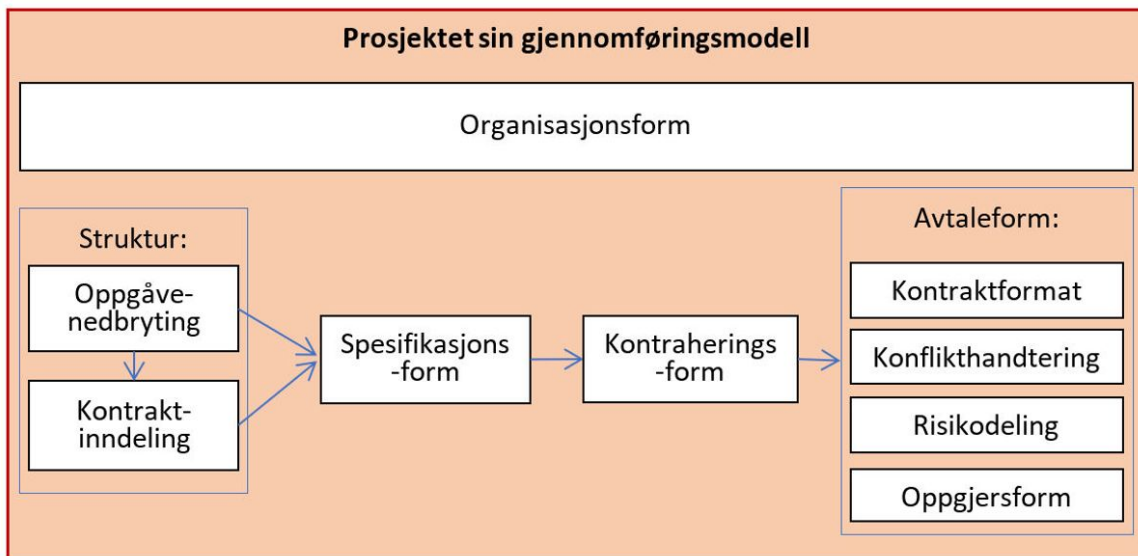 Prosjektet sin gjennomføringsmodell
Organisasjonsform
Struktur:
Oppgåve-
nedbryting
Kontrakt-
inndeling
Spesifikasjons
-form
Kontraherings
-form
Avtaleform:
Kontraktformat
Konflikthandtering
Risikodeling
Oppgjersform